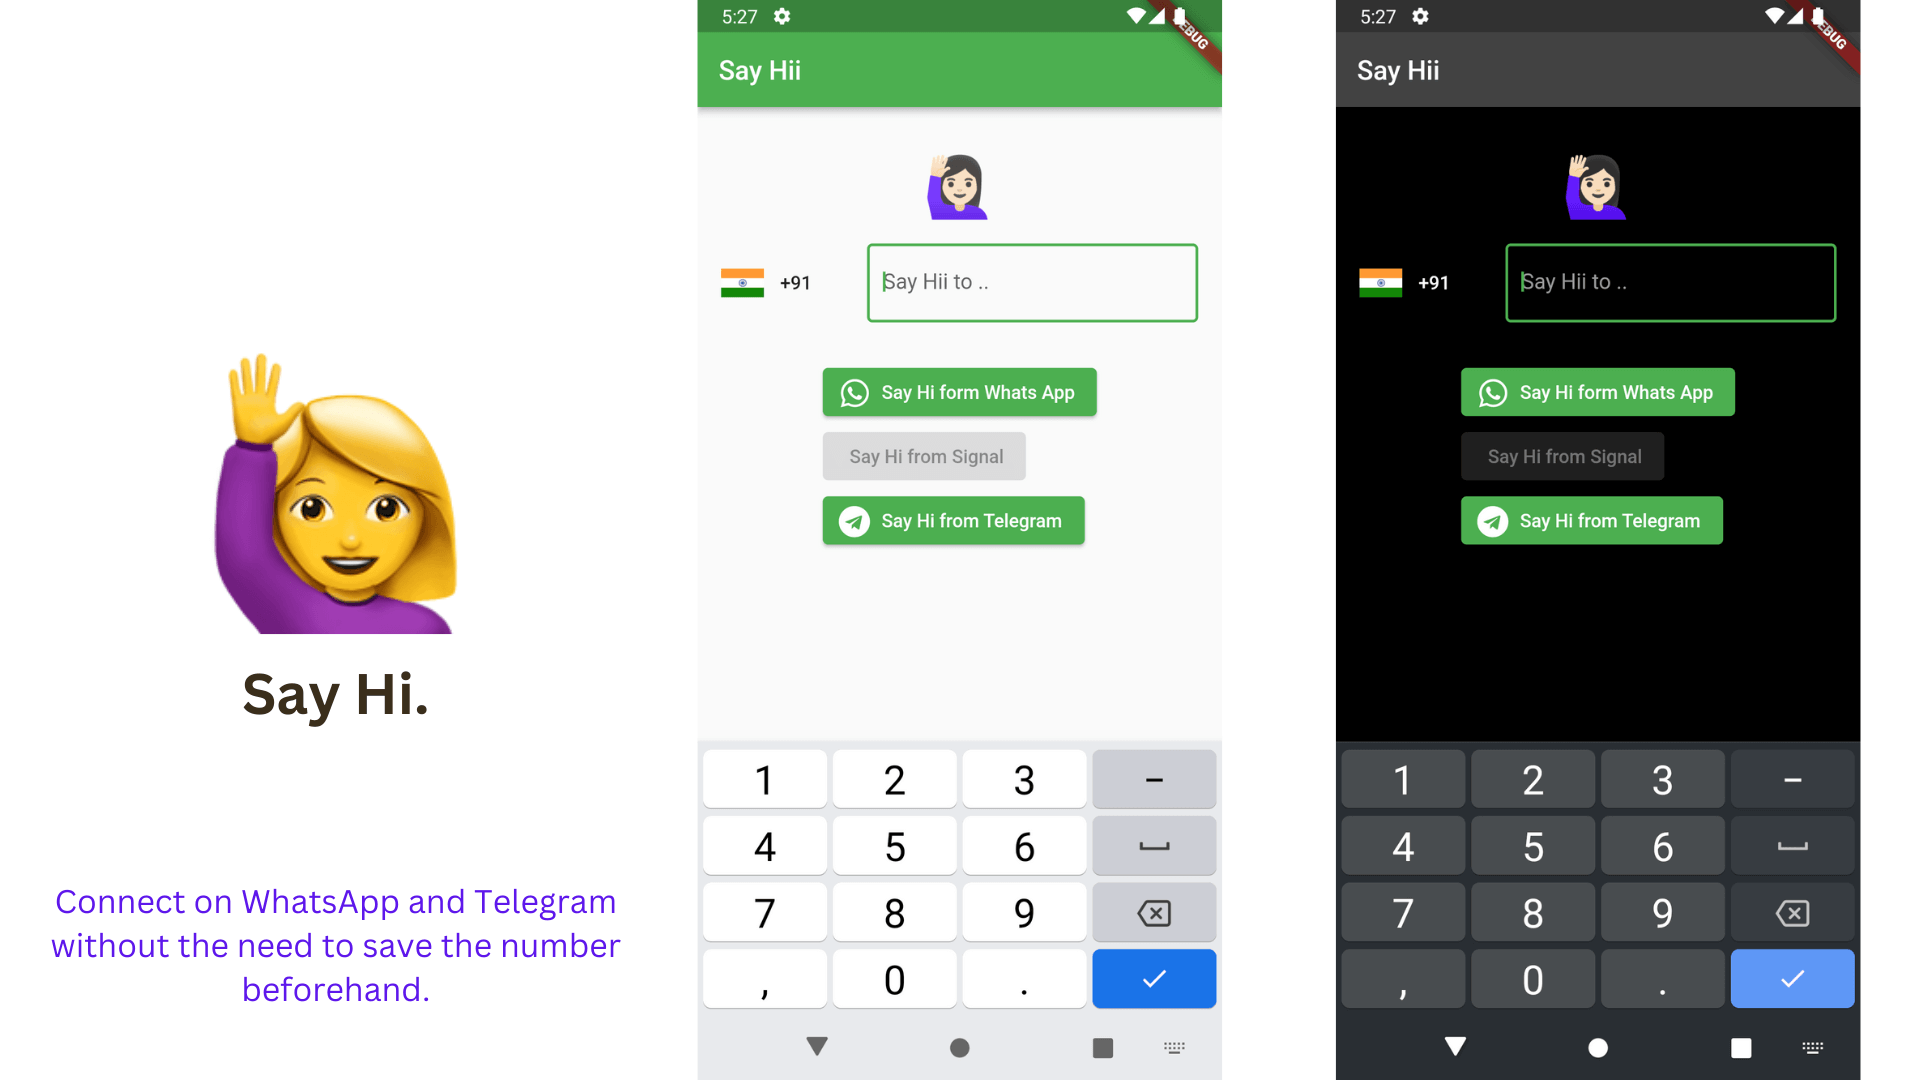 Say Hi.
Connect on WhatsApp and Telegram
without the need to save the number
beforehand.
5:27
EBUG
Say Hii
+91
Say Hii to ..
Say Hi form Whats App
Say Hi from Signal
Say Hi from Telegram
1 2 3 –
4 5 6
7 8 9
, 0 .
5:27
EBUG
Say Hii
+91
Say Hii to ..
Say Hi form Whats App
Say Hi from Signal
Say Hi from Telegram
1 2 3 –
4 5 6
7 8 9
, 0 .